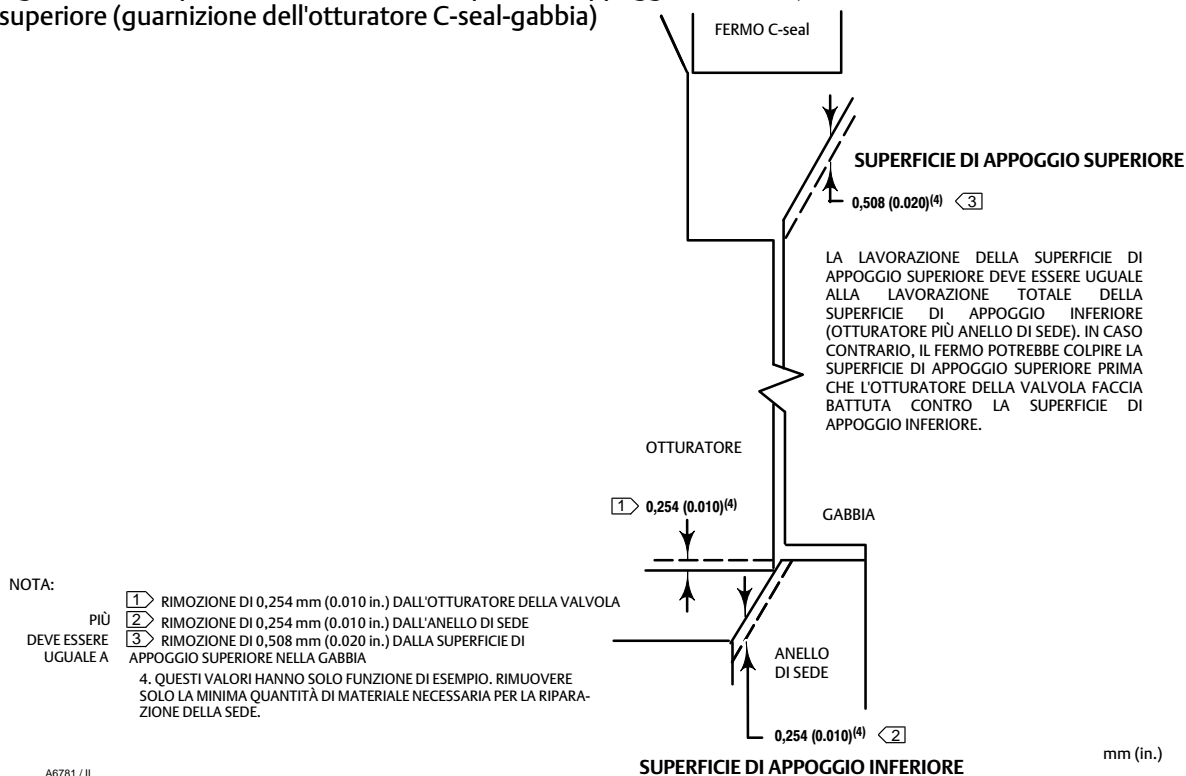 superiore (guarnizione dell'otturatore C-seal-gabbia)
FERMO C-seal
SUPERFICIE DI APPOGGIO SUPERIORE
0,508 (0.020)(4) 3
LA LAVORAZIONE DELLA SUPERFICIE DI
APPOGGIO SUPERIORE DEVE ESSERE UGUALE
ALLA LAVORAZIONE TOTALE DELLA
SUPERFICIE DI APPOGGIO INFERIORE
(OTTURATORE PIÙ ANELLO DI SEDE). IN CASO
CONTRARIO, IL FERMO POTREBBE COLPIRE LA
SUPERFICIE DI APPOGGIO SUPERIORE PRIMA
CHE L'OTTURATORE DELLA VALVOLA FACCIA
BATTUTA CONTRO LA SUPERFICIE DI
APPOGGIO INFERIORE.
OTTURATORE
1 0,254 (0.010)(4)
GABBIA
NOTA:
1 RIMOZIONE DI 0,254 mm (0.010 in.) DALL'OTTURATORE DELLA VALVOLA
PIÙ 2 RIMOZIONE DI 0,254 mm (0.010 in.) DALL'ANELLO DI SEDE
DEVE ESSERE 3 RIMOZIONE DI 0,508 mm (0.020 in.) DALLA SUPERFICIE DI
UGUALE A APPOGGIO SUPERIORE NELLA GABBIA
4. QUESTI VALORI HANNO SOLO FUNZIONE DI ESEMPIO. RIMUOVERE
SOLO LA MINIMA QUANTITÀ DI MATERIALE NECESSARIA PER LA RIPARA-
ZIONE DELLA SEDE.
ANELLO
DI SEDE
0,254 (0.010)(4) 2
SUPERFICIE DI APPOGGIO INFERIORE
mm (in.)
A6781 / IL